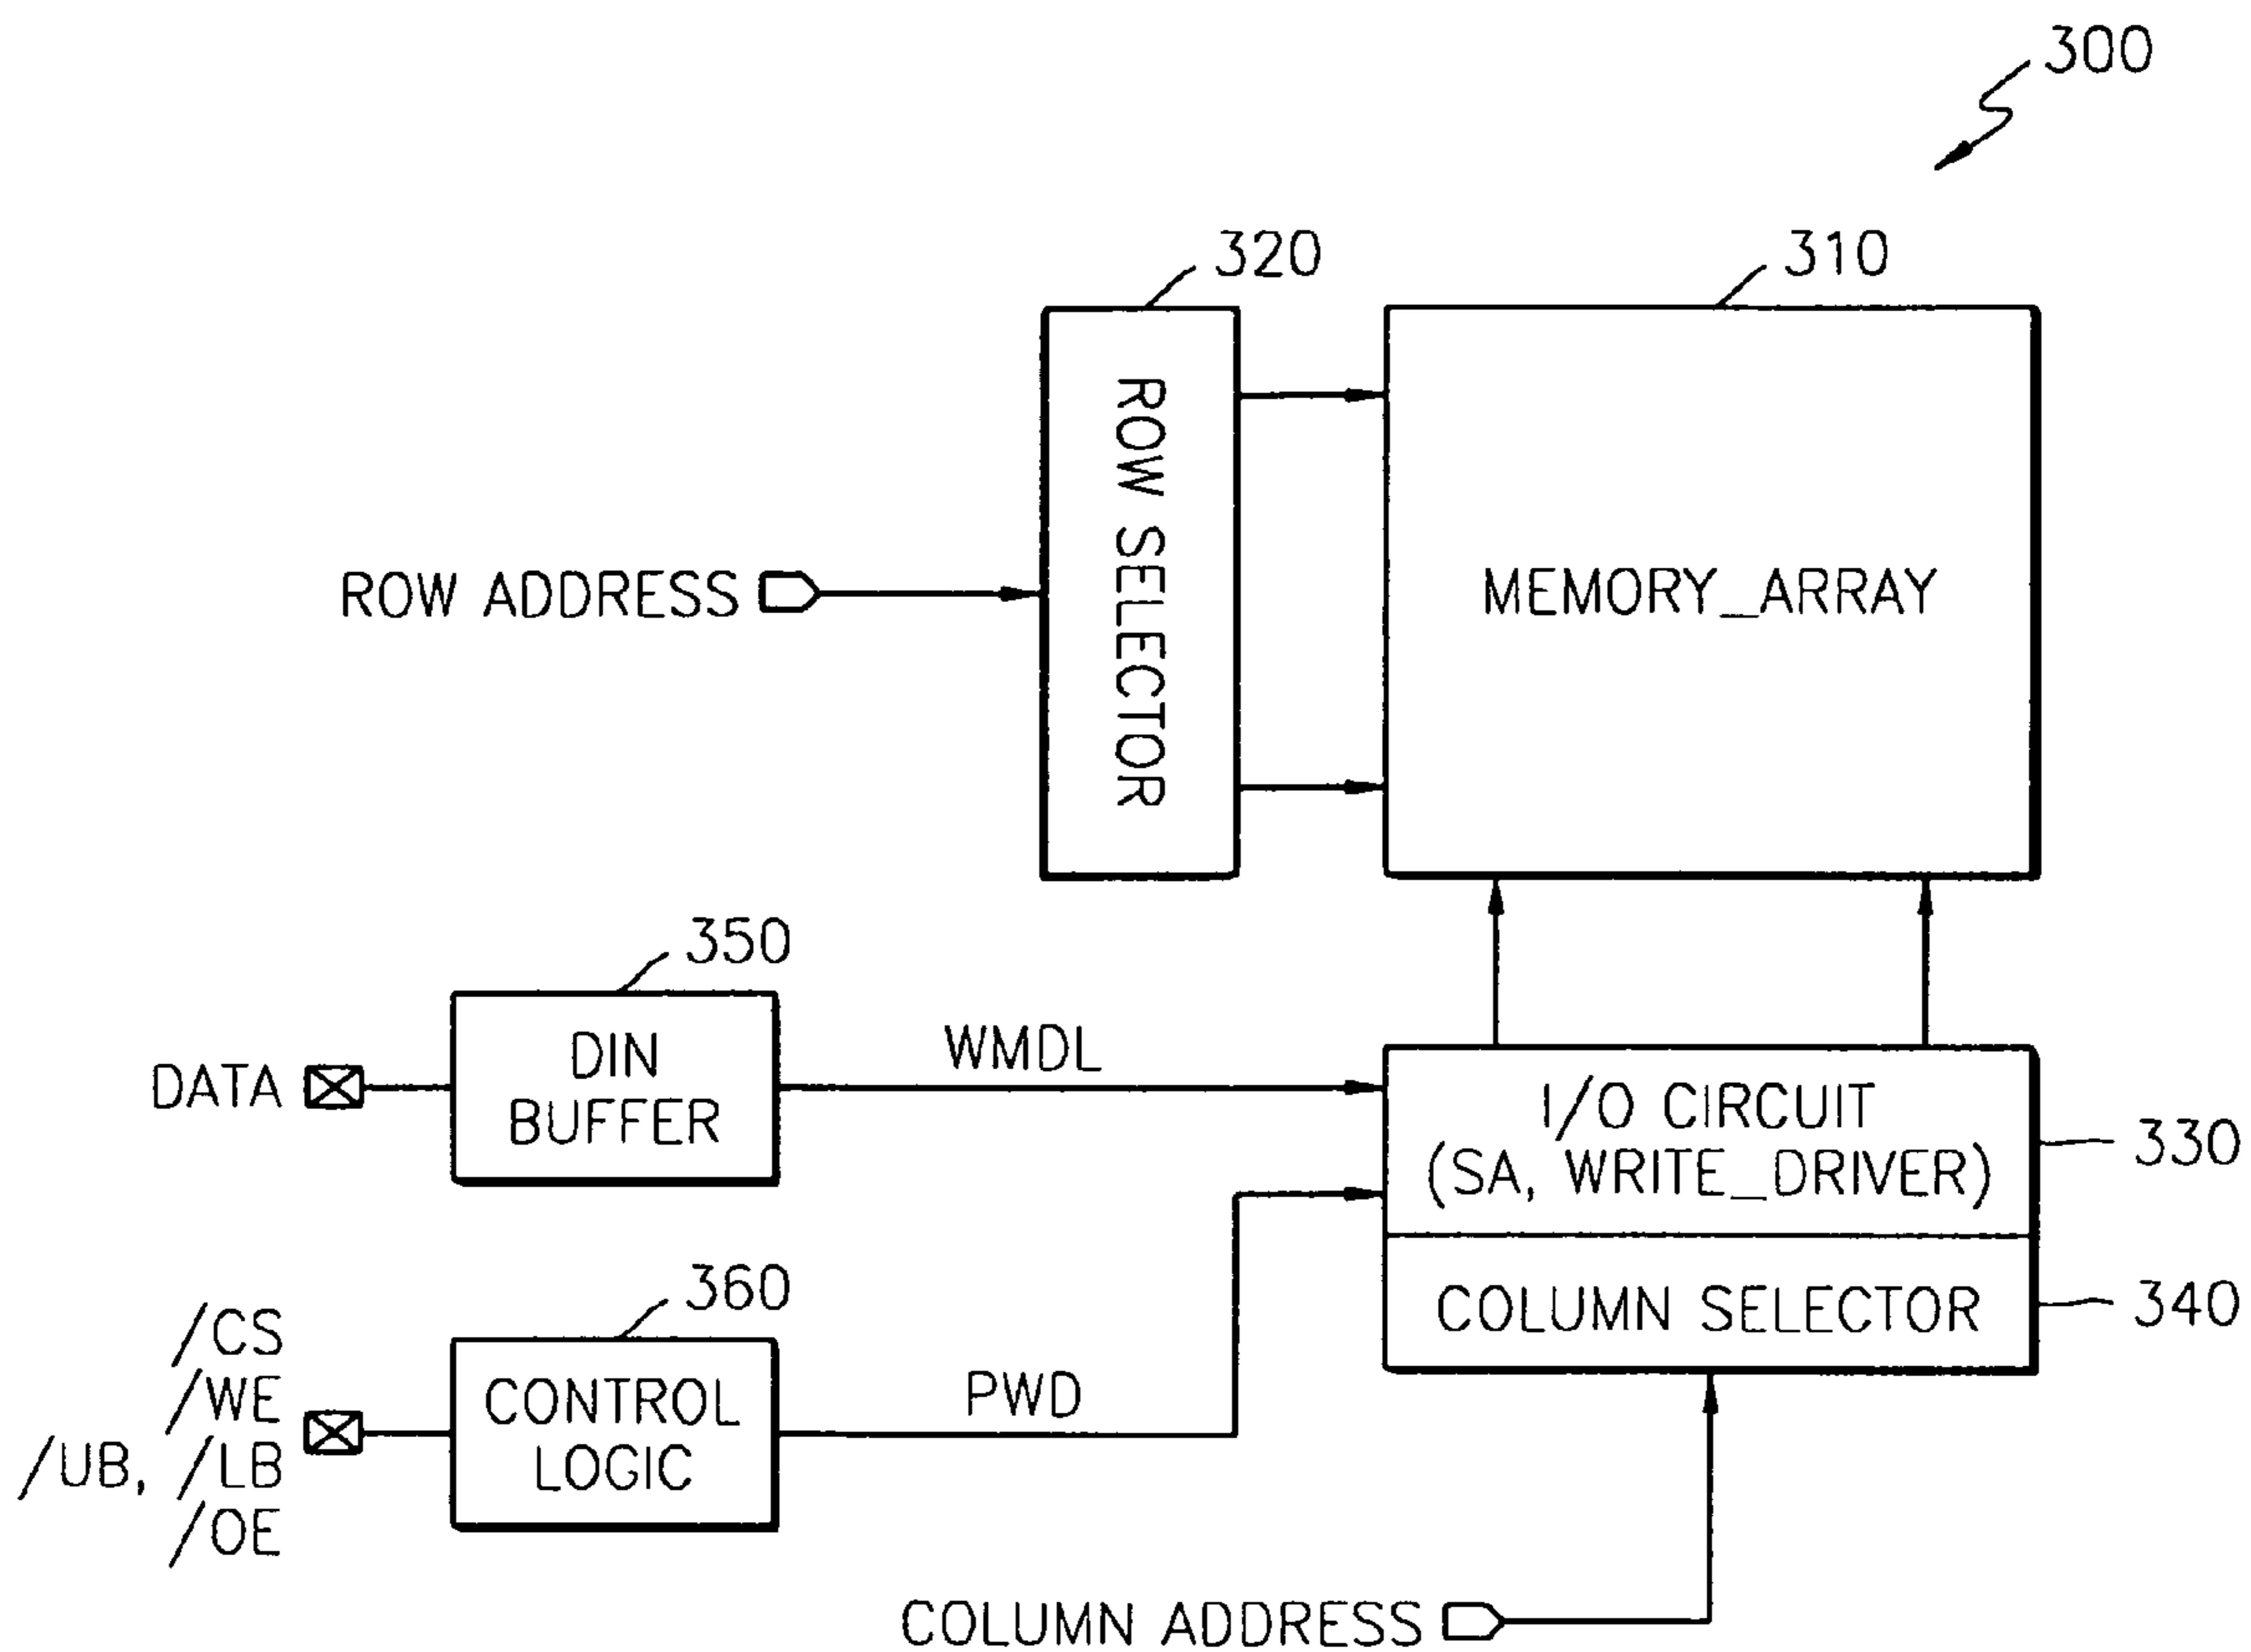 300
320
310
ROW SELECTOR
ROW ADDRESS
MEMORY_ARRAY
350
DIN
BUFFER
DATA
WMDL
I/O CIRCUIT
(SA, WRITE_DRIVER)
330
360
COLUMN SELECTOR
340
/CS
/WE
/UB, /LB
/OE
CONTROL
LOGIC
PWD
COLUMN ADDRESS